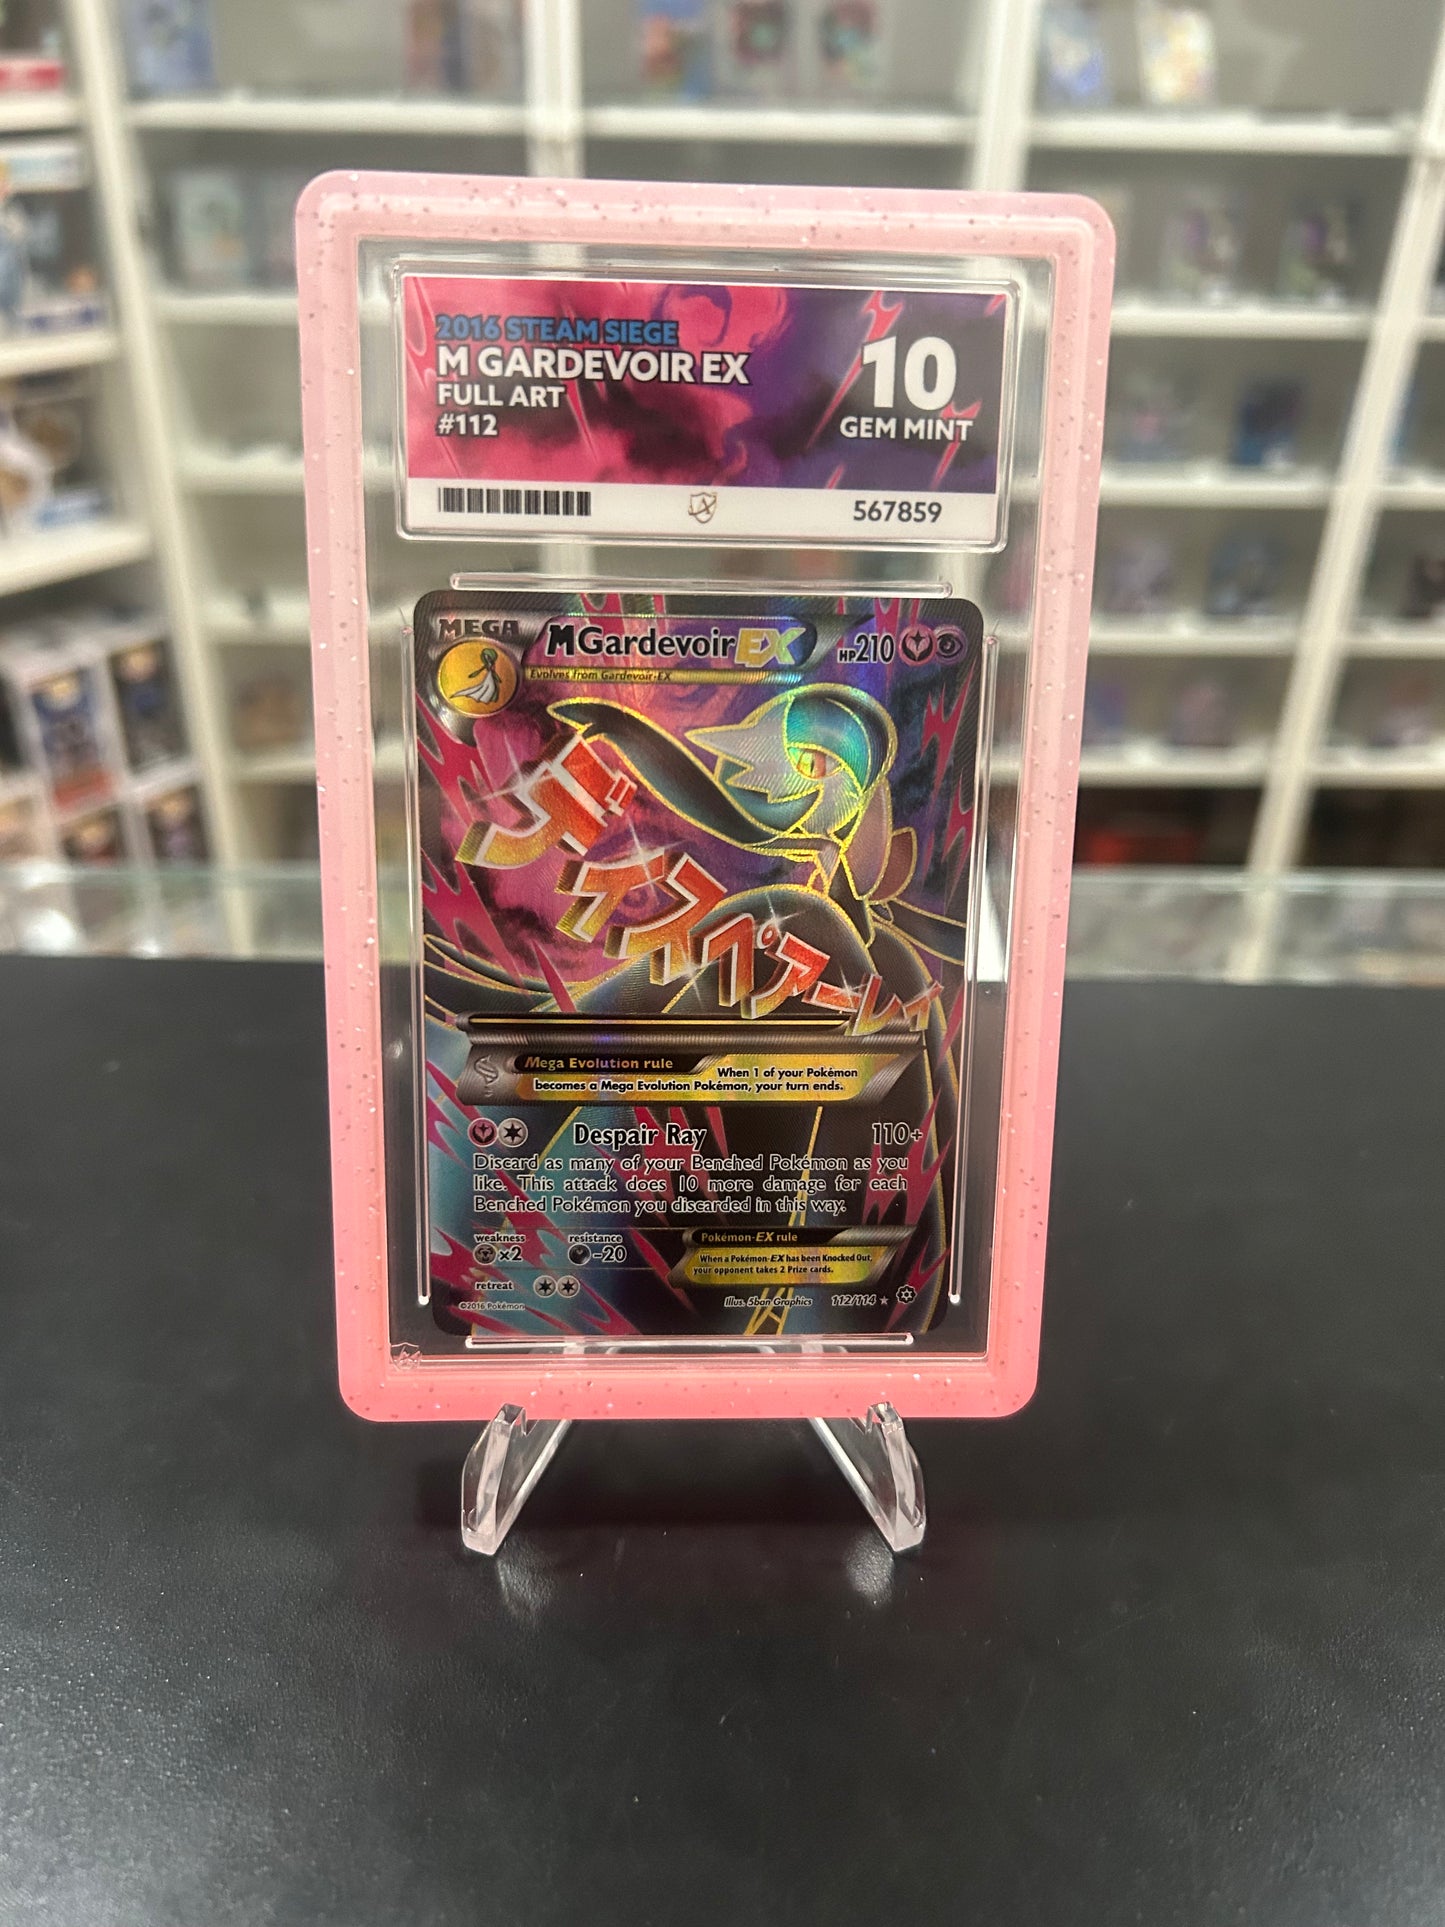 2016 STEAM SIEGE
M GARDEVOIR EX
FULL ART
#112
10
GEM MINT
567859
MEGA
MGardevoirEX
HP210
Evolves from Gardevoir-EX
ディスペアーレイ
Mega Evolution rule
When 1 of your Pokémon
becomes a Mega Evolution Pokémon, your turn ends.
Despair Ray 110+
Discard as many of your Benched Pokémon as you
like. This attack does 10 more damage for each
Benched Pokémon you discarded in this way.
weakness
×2
resistance
-20
Pokémon-EX rule
When a Pokémon-EX has been Knocked Out,
your opponent takes 2 Prize cards.
retreat
©2016 Pokémon
Illus. 5ban Graphics
112/114